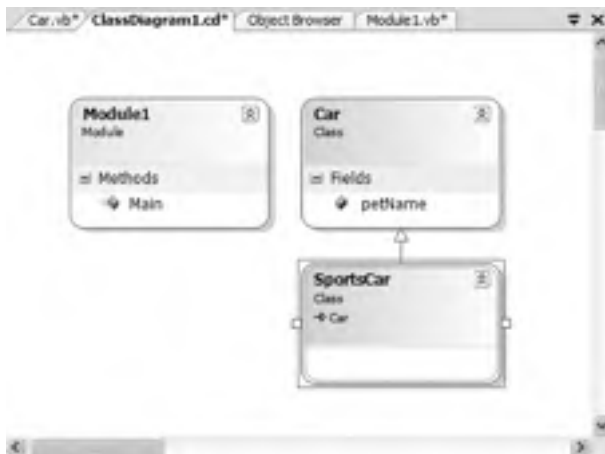 Car.vb* ClassDiagram1.cd* Object Browser Module1.vb*
Module1
Module
Methods
Main
Car
Class
Fields
petName
SportsCar
Class
Car